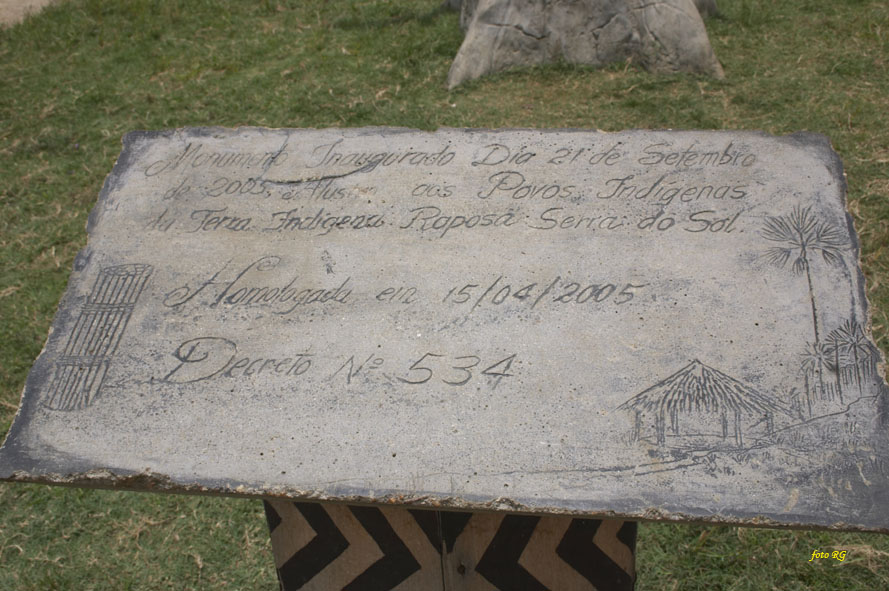 Monumento Inaugurado Dia 21 de Setembro
de 2005, aos Povos Indígenas
da Terra Indígena Raposa Serra do Sol.
Homologada em 15/04/2005
Decreto Nº 534
foto RG